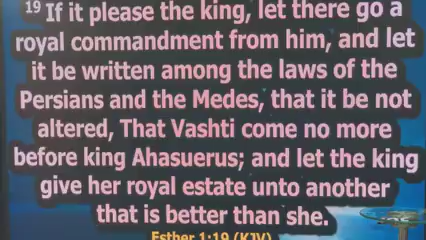 19 If it please the king, let there go a
royal commandment from him, and let
it be written among the laws of the
Persians and the Medes, that it be not
altered, That Vashti come no more
before king Ahasuerus; and let the king
give her royal estate unto another
that is better than she.
Esther 1:19 (KJV)